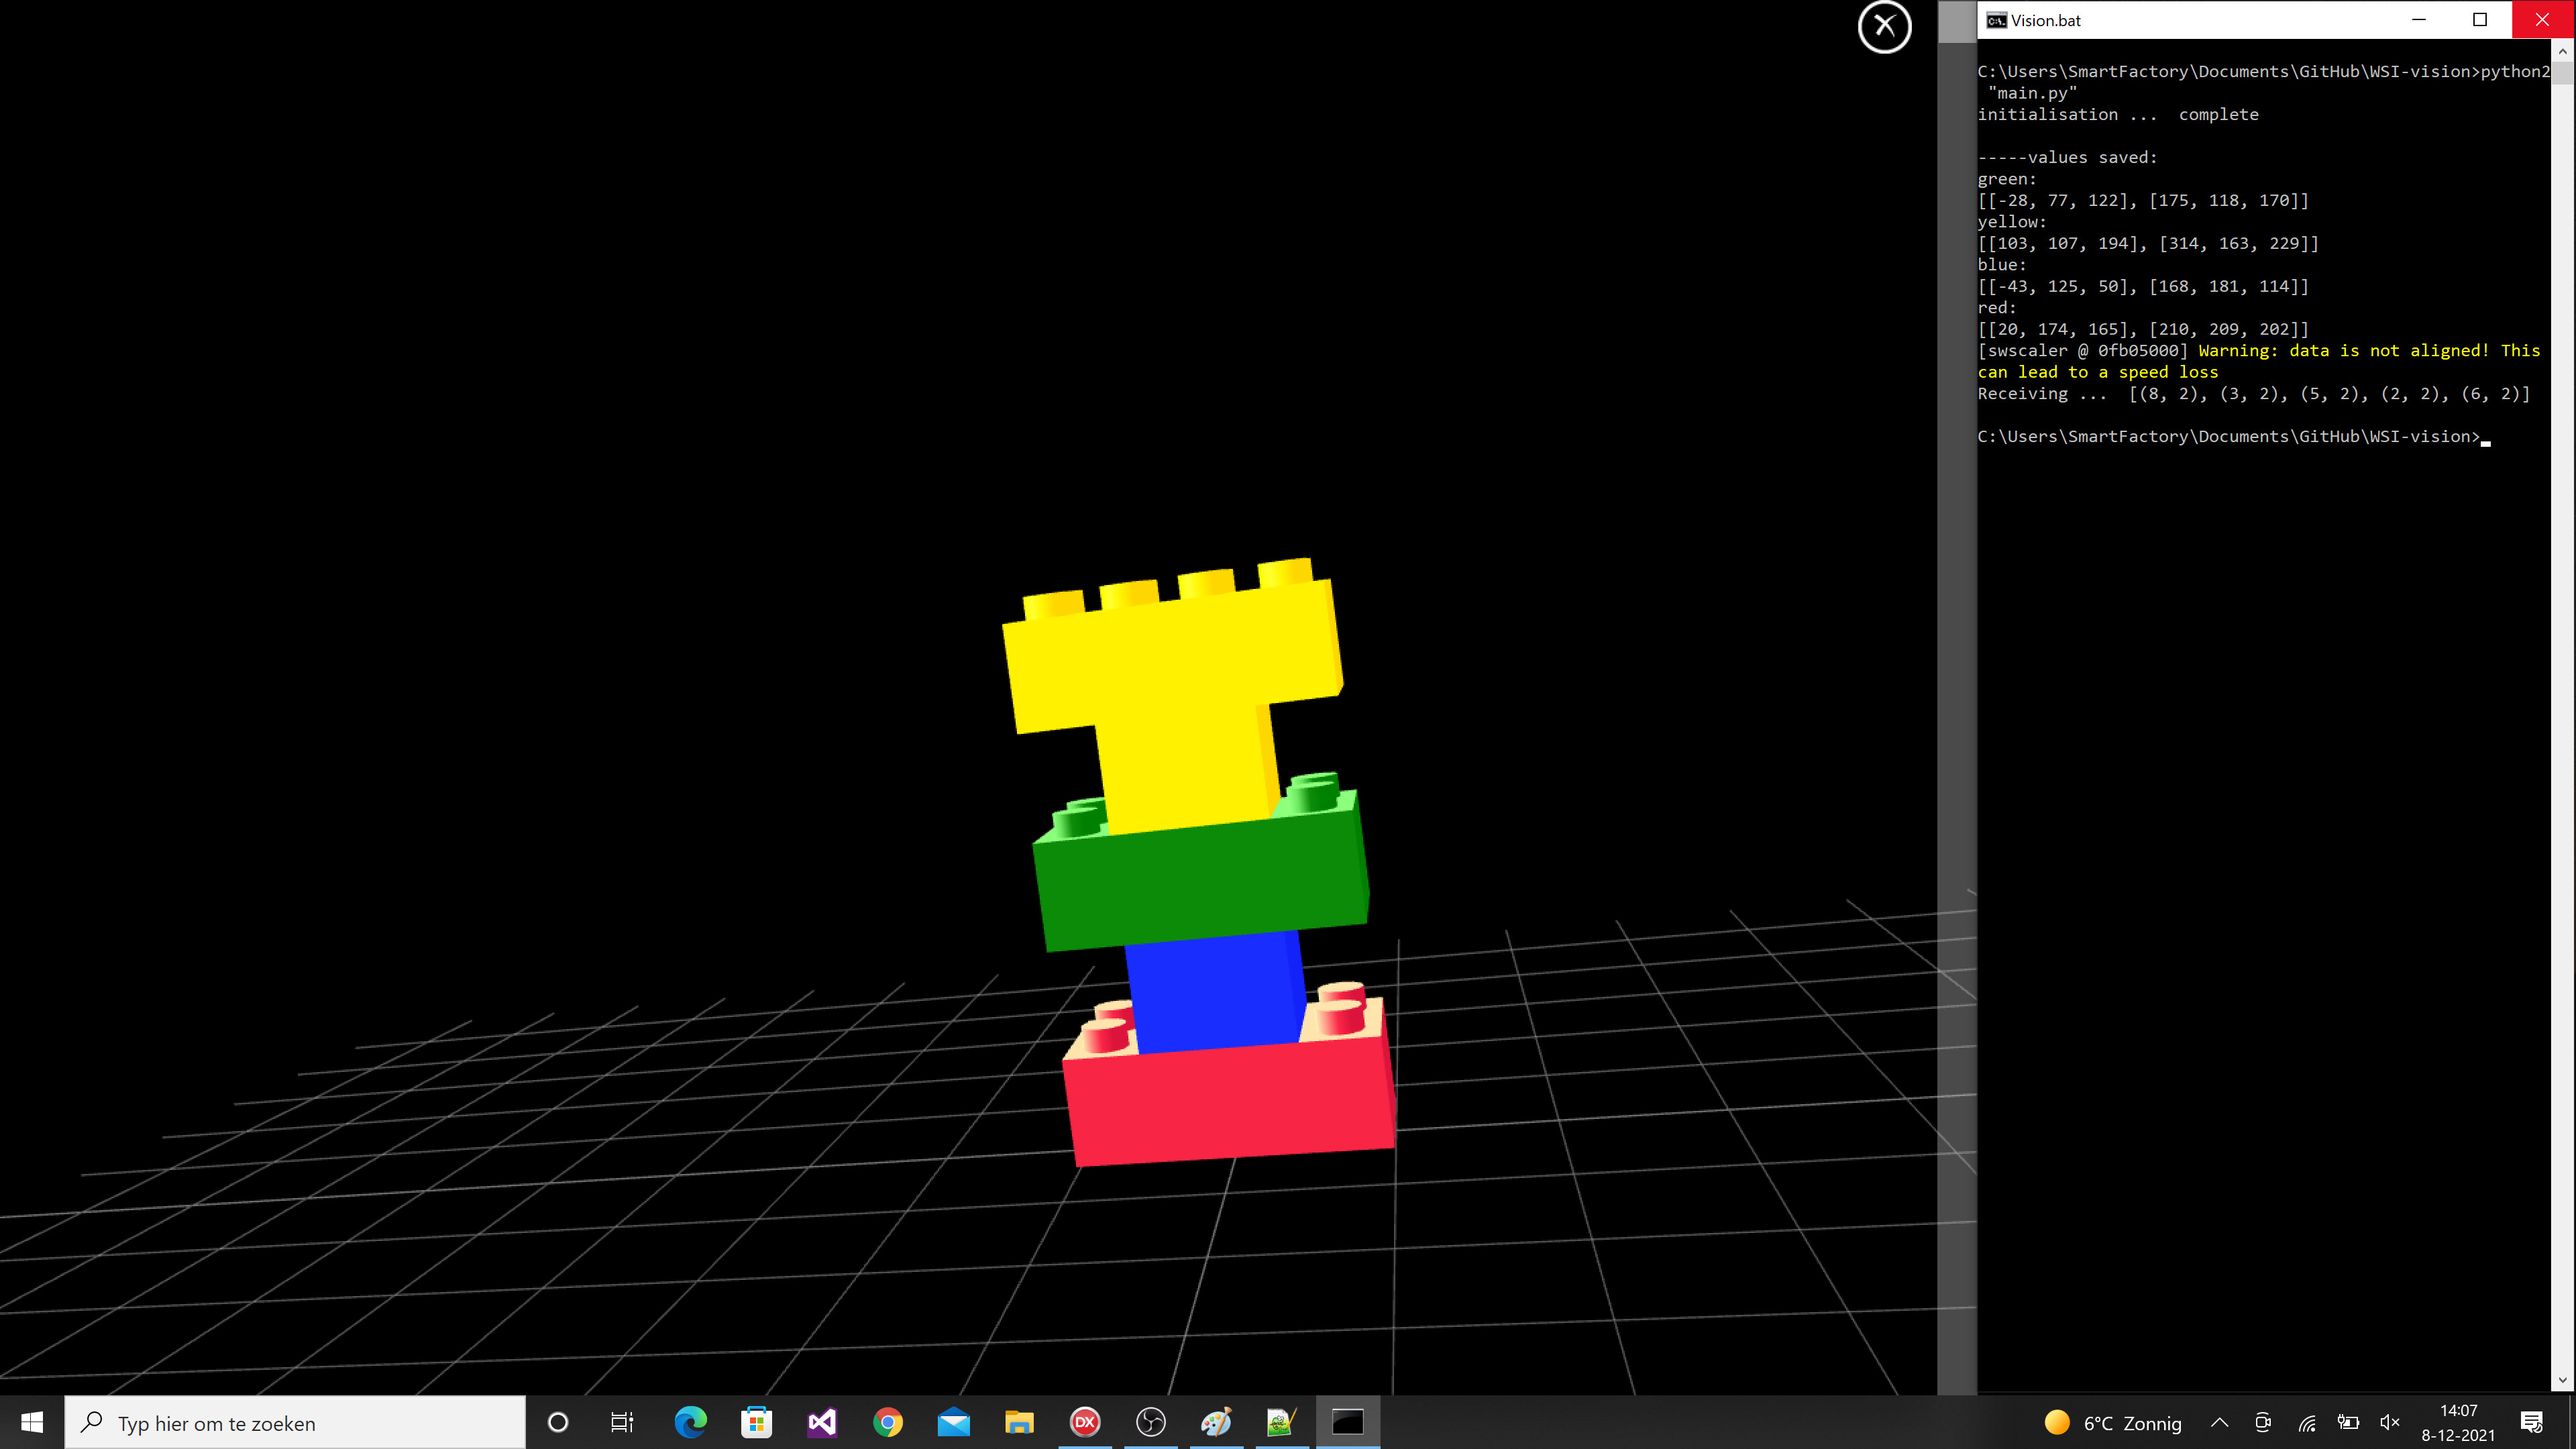 Vision.bat
C:\Users\SmartFactory\Documents\GitHub\WSI-vision>python2
"main.py"
initialisation ...  complete
-----values saved:
green:
[[-28, 77, 122], [175, 118, 170]]
yellow:
[[103, 107, 194], [314, 163, 229]]
blue:
[[-43, 125, 50], [168, 181, 114]]
red:
[[20, 174, 165], [210, 209, 202]]
[swscaler @ 0fb05000] Warning: data is not aligned! This
can lead to a speed loss
Receiving ...  [(8, 2), (3, 2), (5, 2), (2, 2), (6, 2)]
C:\Users\SmartFactory\Documents\GitHub\WSI-vision>
Typ hier om te zoeken
DX
6°C Zonnig
14:07
8-12-2021